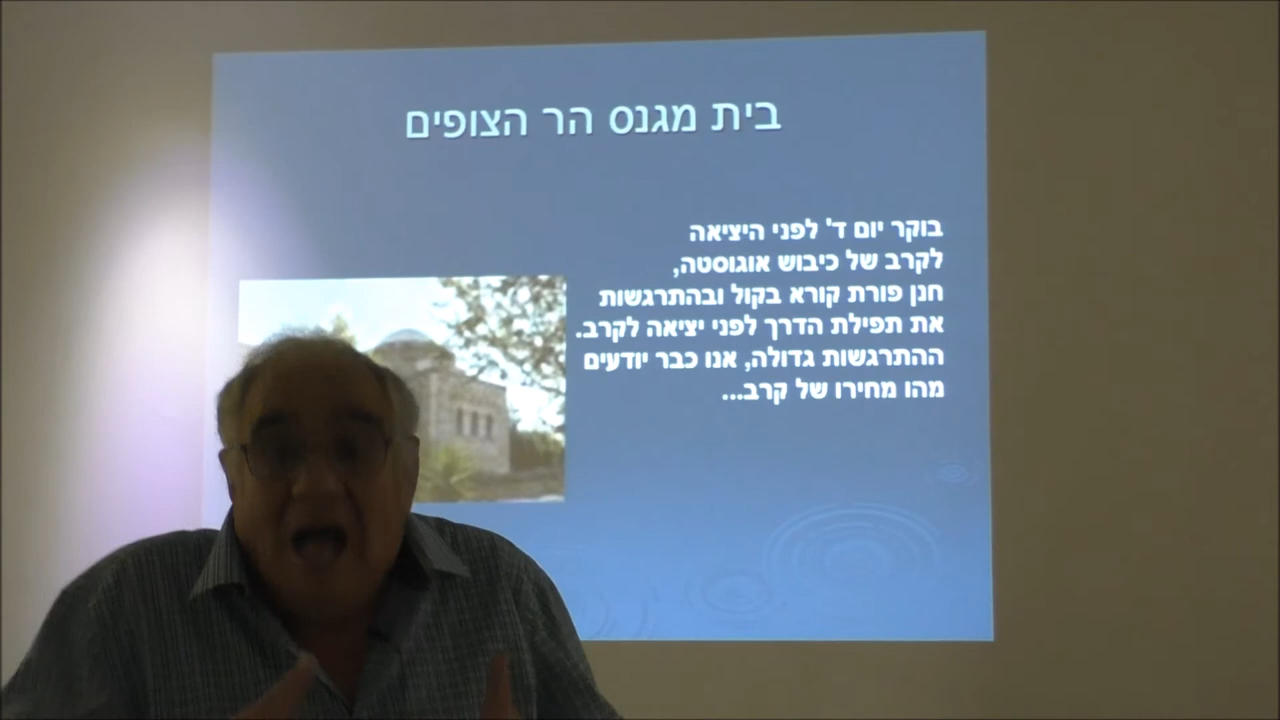 בית מגנס הר הצופים
בוקר יום ד' לפני היציאה
לקרב של כיבוש אוגוסטה,
חנן פורת קורא בקול ובהתרגשות
את תפילת הדרך לפני יציאה לקרב.
ההתרגשות גדולה, אנו כבר יודעים
מהו מחירו של קרב...